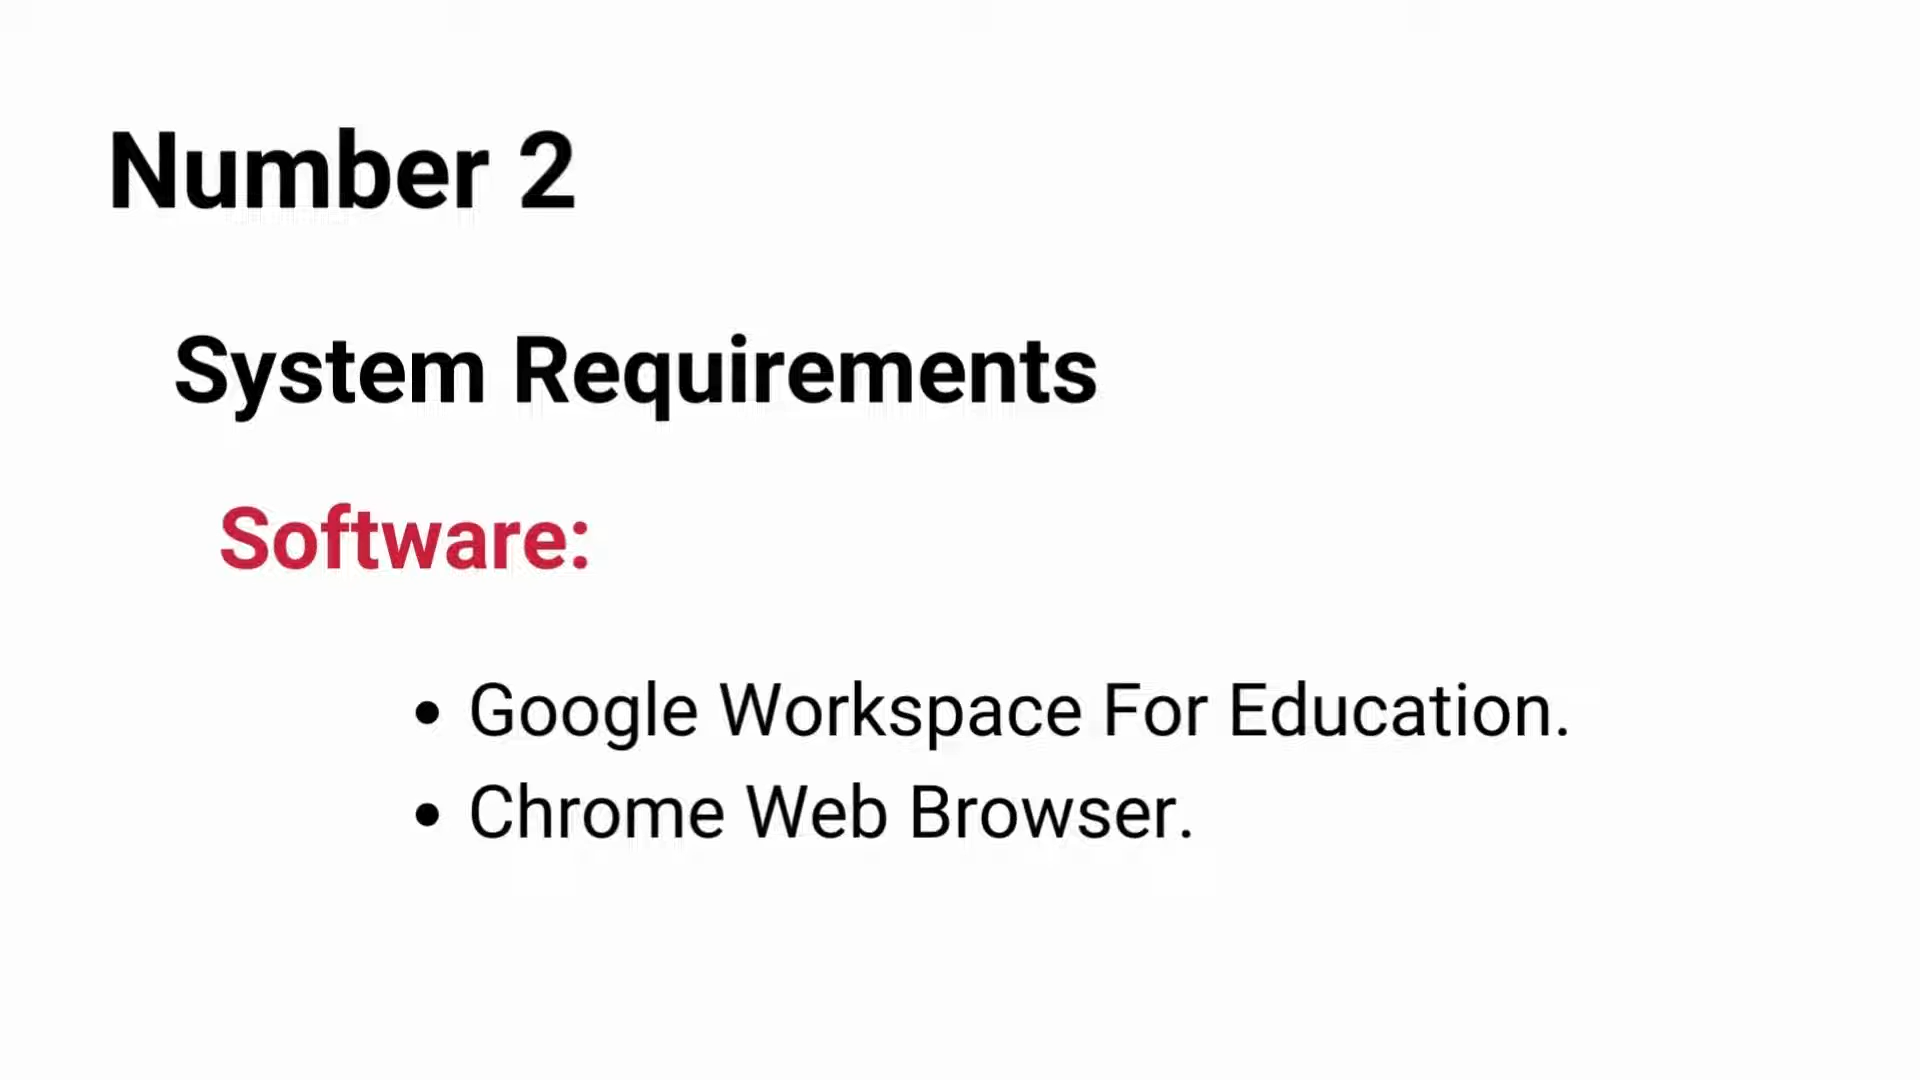 Number 2
System Requirements
Software:
• Google Workspace For Education.
• Chrome Web Browser.